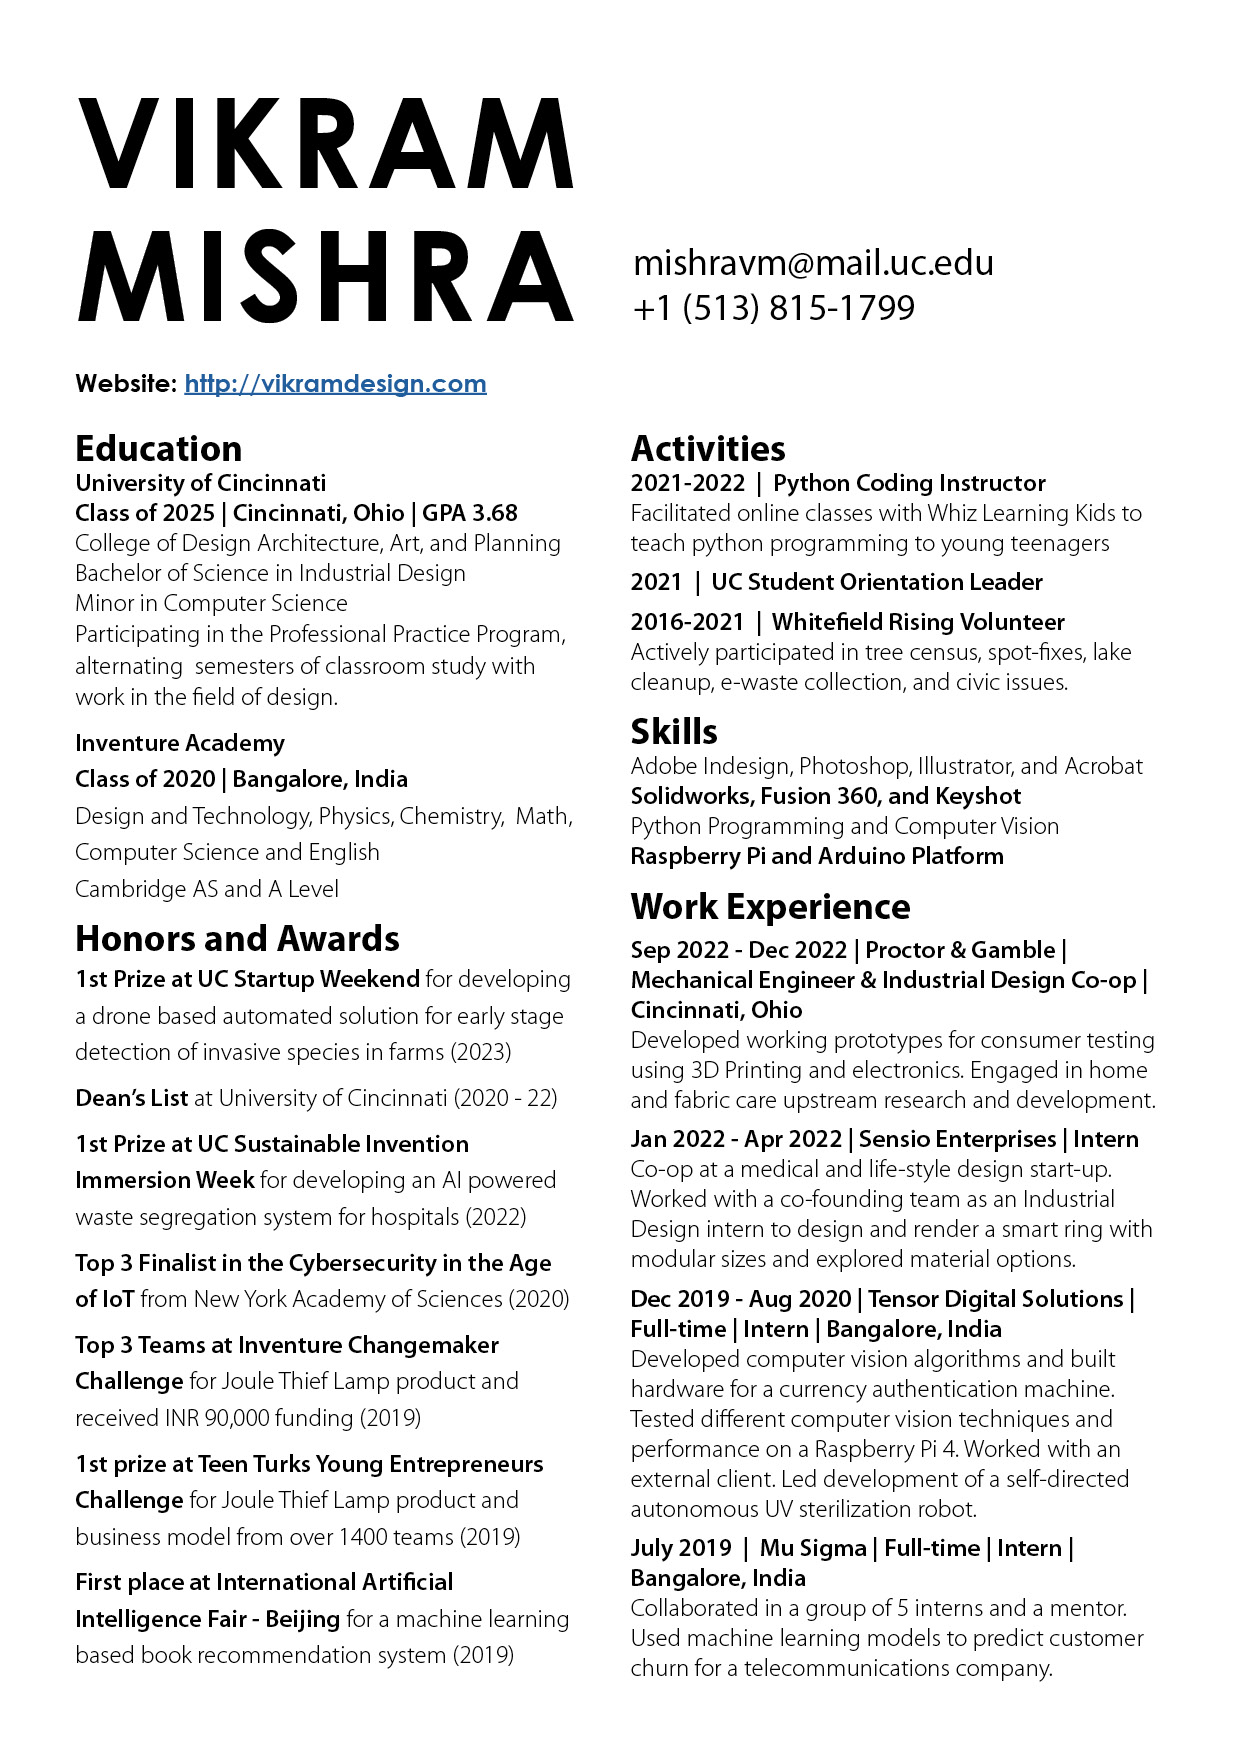 VIKRAM
MISHRA
mishravm@mail.uc.edu
+1 (513) 815-1799
Website: http://vikramdesign.com
Education
University of Cincinnati
Class of 2025 | Cincinnati, Ohio | GPA 3.68
College of Design Architecture, Art, and Planning
Bachelor of Science in Industrial Design
Minor in Computer Science
Participating in the Professional Practice Program,
alternating  semesters of classroom study with
work in the field of design.
Inventure Academy
Class of 2020 | Bangalore, India
Design and Technology, Physics, Chemistry,  Math,
Computer Science and English
Cambridge AS and A Level
Honors and Awards
1st Prize at UC Startup Weekend for developing
a drone based automated solution for early stage
detection of invasive species in farms (2023)
Dean's List at University of Cincinnati (2020 - 22)
1st Prize at UC Sustainable Invention
Immersion Week for developing an AI powered
waste segregation system for hospitals (2022)
Top 3 Finalist in the Cybersecurity in the Age
of IoT from New York Academy of Sciences (2020)
Top 3 Teams at Inventure Changemaker
Challenge for Joule Thief Lamp product and
received INR 90,000 funding (2019)
1st prize at Teen Turks Young Entrepreneurs
Challenge for Joule Thief Lamp product and
business model from over 1400 teams (2019)
First place at International Artificial
Intelligence Fair - Beijing for a machine learning
based book recommendation system (2019)
Activities
2021-2022 | Python Coding Instructor
Facilitated online classes with Whiz Learning Kids to
teach python programming to young teenagers
2021 | UC Student Orientation Leader
2016-2021 | Whitefield Rising Volunteer
Actively participated in tree census, spot-fixes, lake
cleanup, e-waste collection, and civic issues.
Skills
Adobe Indesign, Photoshop, Illustrator, and Acrobat
Solidworks, Fusion 360, and Keyshot
Python Programming and Computer Vision
Raspberry Pi and Arduino Platform
Work Experience
Sep 2022 - Dec 2022 | Proctor & Gamble |
Mechanical Engineer & Industrial Design Co-op |
Cincinnati, Ohio
Developed working prototypes for consumer testing
using 3D Printing and electronics. Engaged in home
and fabric care upstream research and development.
Jan 2022 - Apr 2022 | Sensio Enterprises | Intern
Co-op at a medical and life-style design start-up.
Worked with a co-founding team as an Industrial
Design intern to design and render a smart ring with
modular sizes and explored material options.
Dec 2019 - Aug 2020 | Tensor Digital Solutions |
Full-time | Intern | Bangalore, India
Developed computer vision algorithms and built
hardware for a currency authentication machine.
Tested different computer vision techniques and
performance on a Raspberry Pi 4. Worked with an
external client. Led development of a self-directed
autonomous UV sterilization robot.
July 2019 | Mu Sigma | Full-time | Intern |
Bangalore, India
Collaborated in a group of 5 interns and a mentor.
Used machine learning models to predict customer
churn for a telecommunications company.